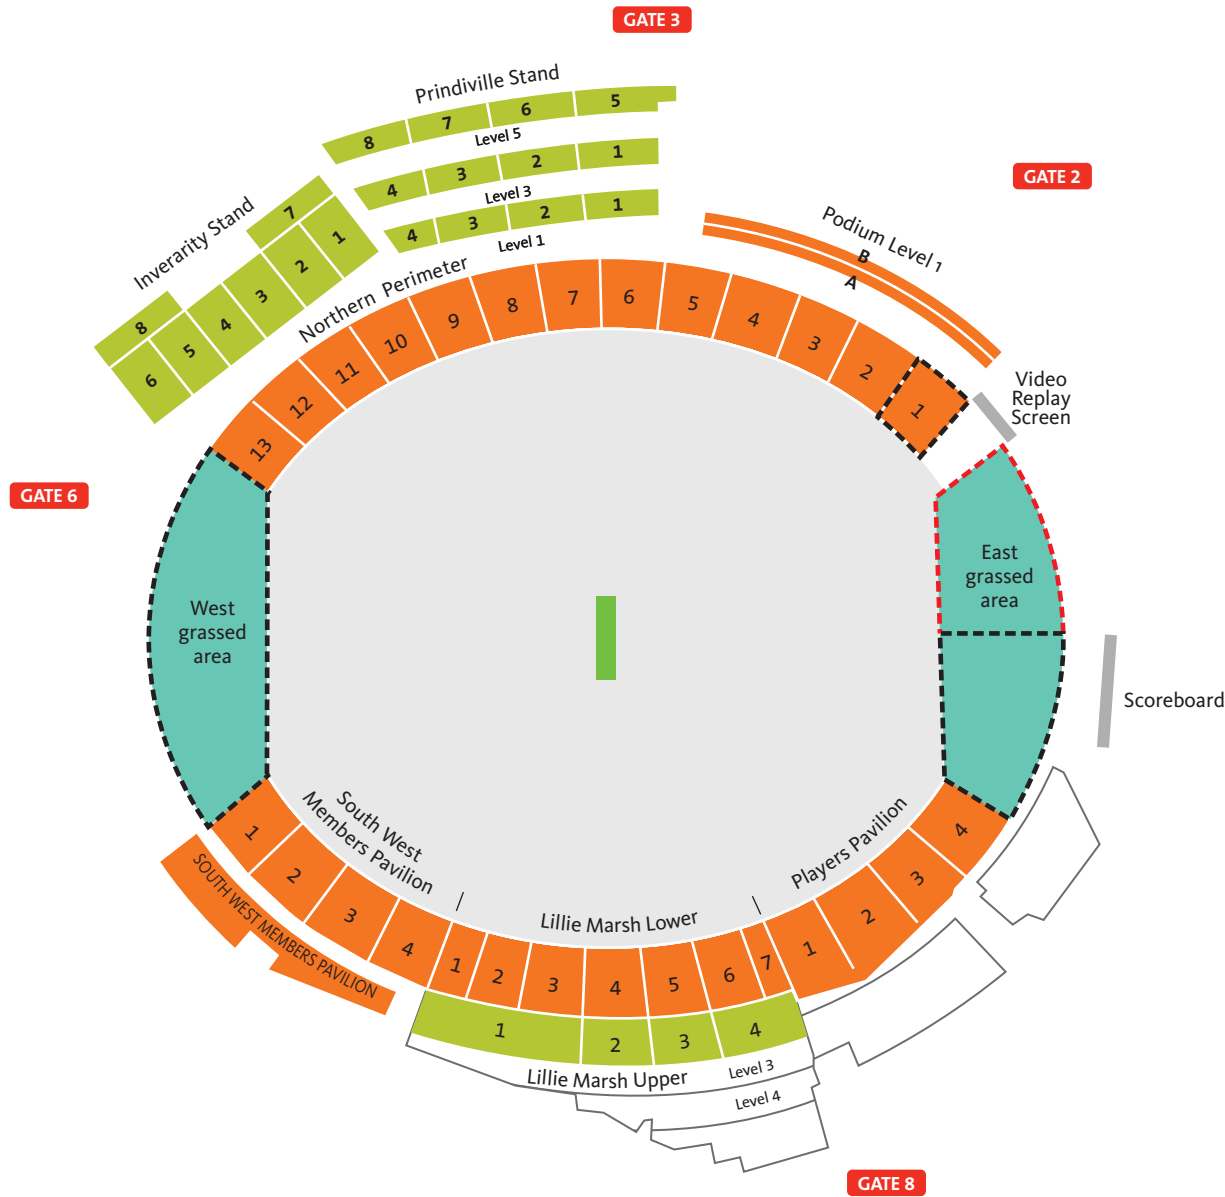 GATE 3
Prindiville Stand
8 7 6 5
Level 5
4 3 2 1
Level 3
4 3 2 1
Level 1
GATE 2
Podium Level 1
B
A
Inverarity Stand
7
8
1
2
3
4
5
6
Northern Perimeter
13 12 11 10 9 8 7 6 5 4 3 2 1
Video
Replay
Screen
GATE 6
West
grassed
area
East
grassed
area
Scoreboard
South West
Members Pavilion
1 2 3 4
SOUTH WEST MEMBERS PAVILION
Lillie Marsh Lower
1 2 3 4 5 6 7
Players Pavilion
1 2 3 4
1 2 3 4
Lillie Marsh Upper
Level 3
Level 4
GATE 8